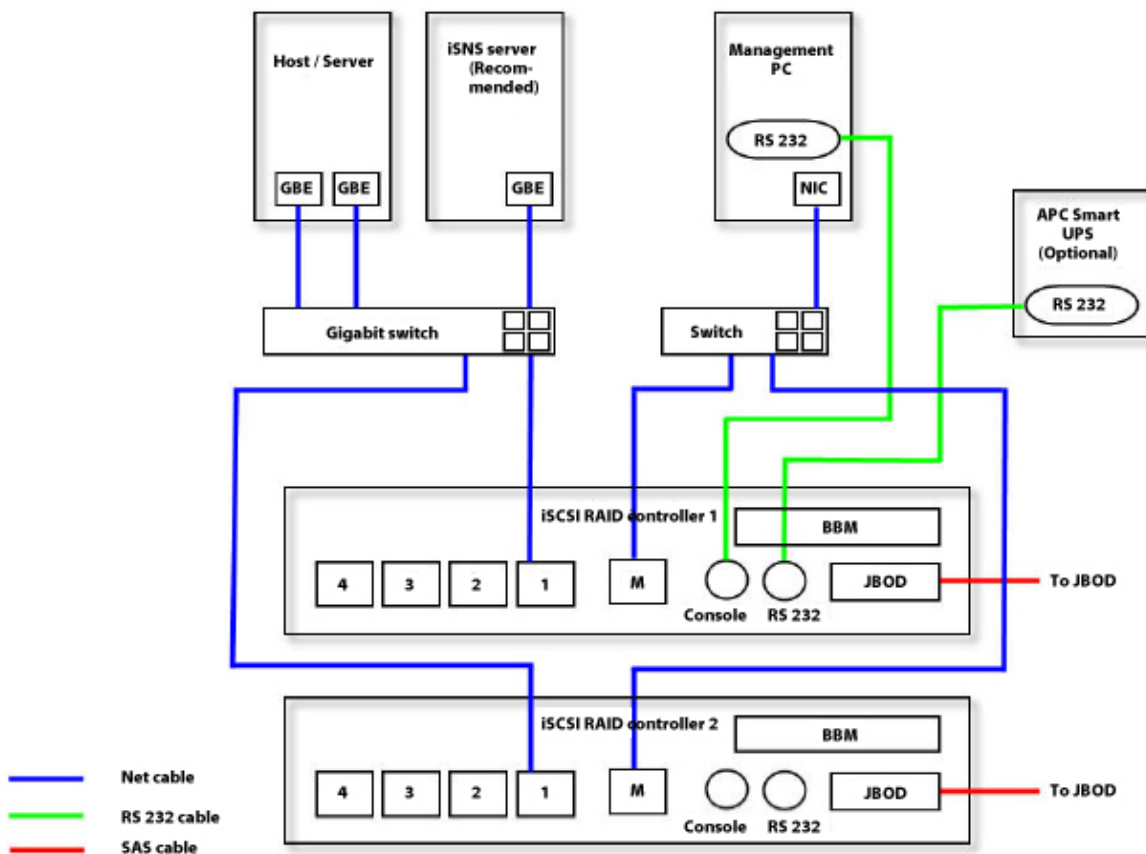 Host / Server
iSNS server
(Recom-
mended)
Management
PC
RS 232
GBE
GBE
GBE
NIC
APC Smart
UPS
(Optional)
RS 232
Gigabit switch
Switch
iSCSI RAID controller 1
BBM
4
3
2
1
M
JBOD
To JBOD
Console
RS 232
iSCSI RAID controller 2
BBM
4
3
2
1
M
JBOD
To JBOD
Console
RS 232
Net cable
RS 232 cable
SAS cable